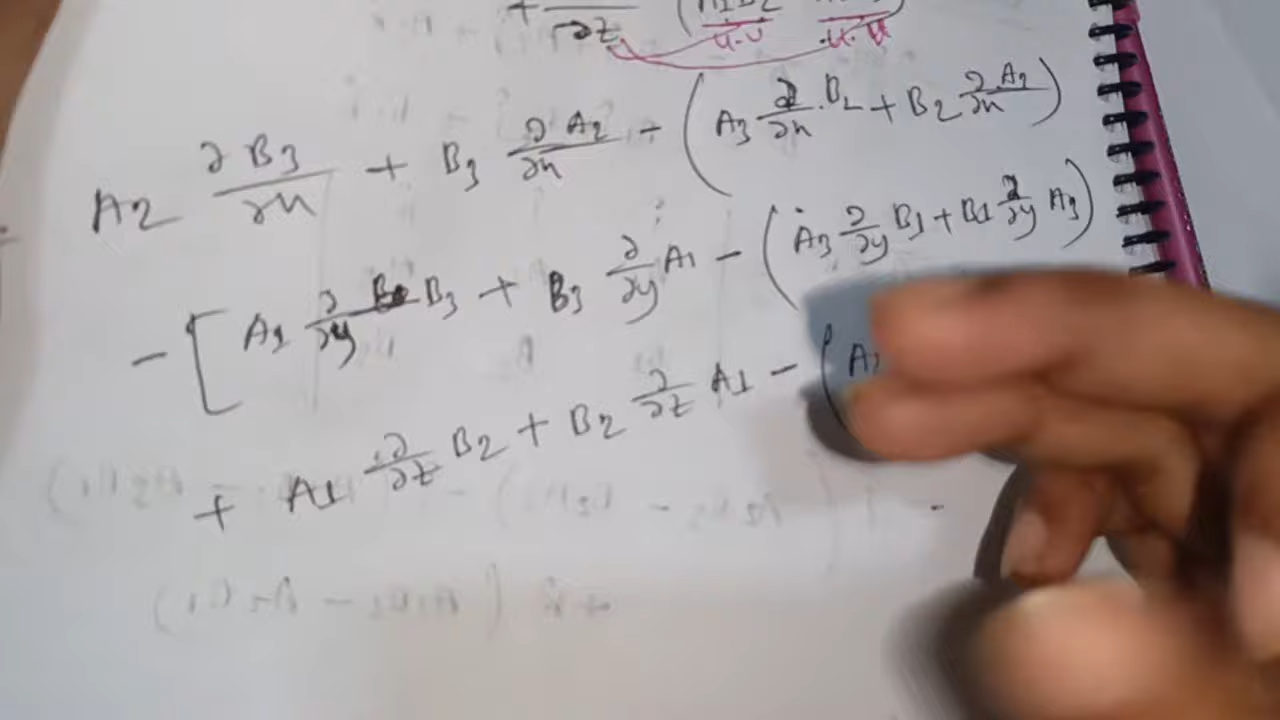 + ∂/∂z (A1B2
u.v u.v
= A2 ∂B3/∂x + B3 ∂A2/∂x - (A3 ∂/∂x . B2 + B2 ∂A3/∂x)
- [A1 ∂/∂y B3 + B3 ∂/∂y A1 - (A3 ∂/∂y B1 + B1 ∂/∂y A3)
+ A1 ∂/∂z B2 + B2 ∂/∂z A1 - (A